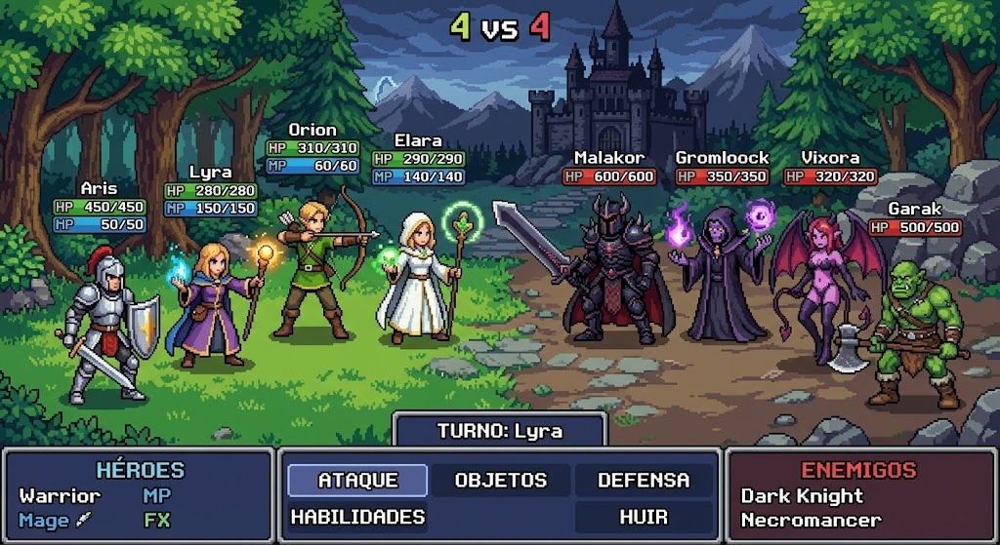 4 VS 4
Orion
HP 310/310
MP 60/60
Elara
HP 290/290
MP 140/140
Lyra
HP 280/280
MP 150/150
Aris
HP 450/450
MP 50/50
Malakor
HP 600/600
Gromloock
HP 350/350
Vixora
HP 320/320
Garak
HP 500/500
TURNO: Lyra
HÉROES
Warrior MP
Mage FX
ATAQUE OBJETOS DEFENSA
HABILIDADES HUIR
ENEMIGOS
Dark Knight
Necromancer